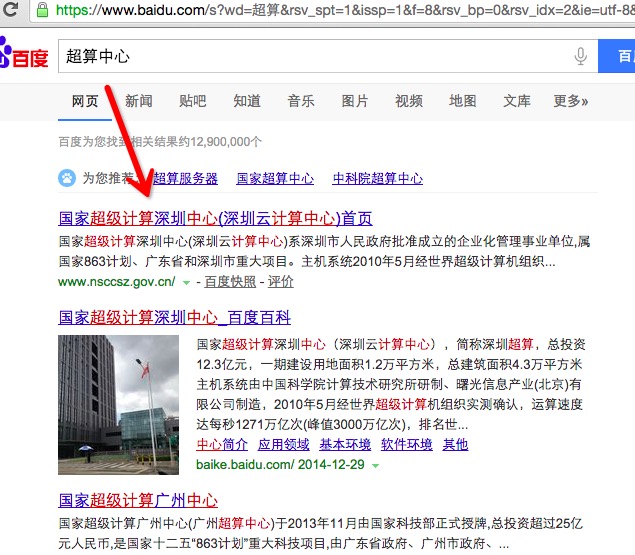 https://www.baidu.com/s?wd=超算&rsv_spt=1&issp=1&f=8&rsv_bp=0&rsv_idx=2&ie=utf-8&
百度 超算中心 百
网页 新闻 贴吧 知道 音乐 图片 视频 地图 文库 更多»
百度为您找到相关结果约12,900,000个
为您推荐: 超算服务器 国家超算中心 中科院超算中心
国家超级计算深圳中心(深圳云计算中心)首页
国家超级计算深圳中心(深圳云计算中心)系深圳市人民政府批准成立的企业化管理事业单位,属
国家863计划、广东省和深圳市重大项目。主机系统2010年5月经世界超级计算机组织...
www.nsccsz.gov.cn/ - 百度快照 - 评价
国家超级计算深圳中心_百度百科
国家超级计算深圳中心（深圳云计算中心），简称深圳超算，总投资
12.3亿元，一期建设用地面积1.2万平方米，总建筑面积4.3万平方米
主机系统由中国科学院计算技术研究所研制、曙光信息产业(北京)有
限公司制造，2010年5月经世界超级计算机组织实测确认，运算速度
达每秒1271万亿次(峰值3000万亿次)，排名世...
中心简介 应用领域 基本环境 软件环境 其他
baike.baidu.com/ 2014-12-29
国家超级计算广州中心
国家超级计算广州中心(广州超算中心)于2013年11月由国家科技部正式授牌,总投资超过25亿
元人民币,是国家十二五“863计划”重大科技项目,由广东省政府、广州市政府、...